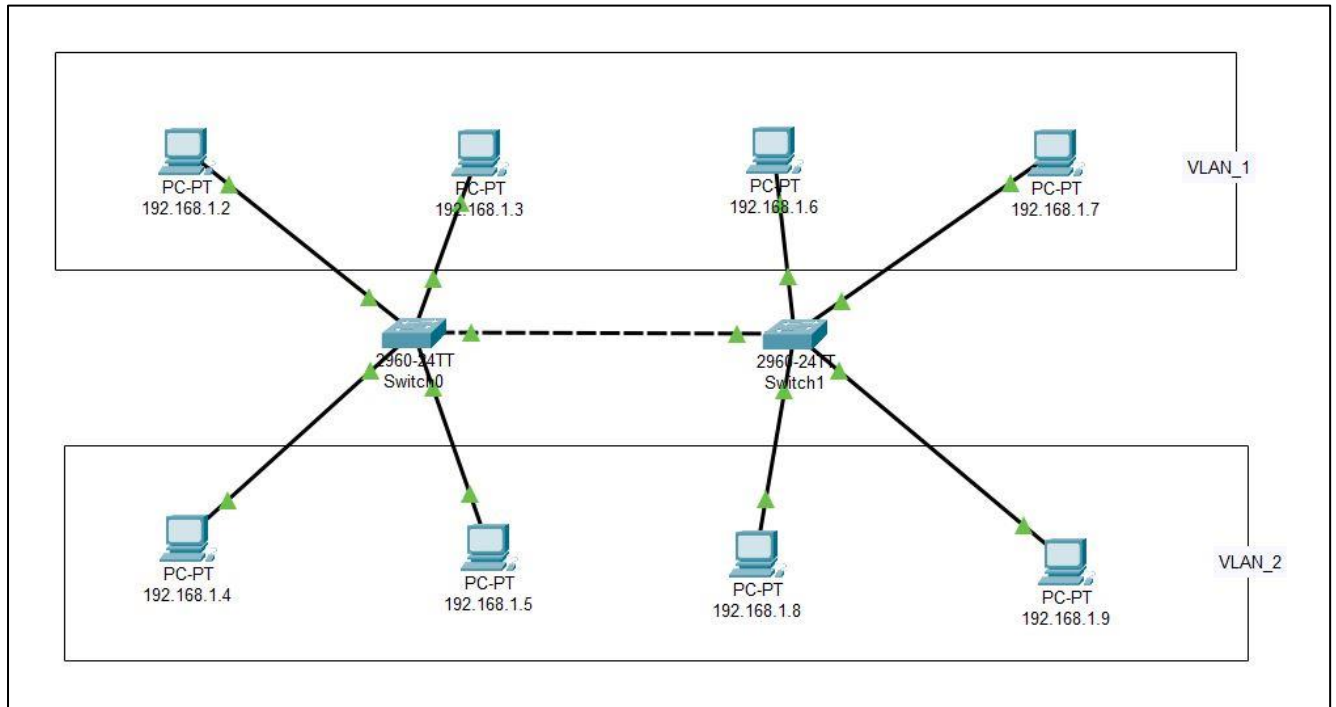 PC-PT
192.168.1.2
PC-PT
192.168.1.3
PC-PT
192.168.1.6
PC-PT
192.168.1.7
VLAN_1
2960-24TT
Switch0
2960-24TT
Switch1
PC-PT
192.168.1.4
PC-PT
192.168.1.5
PC-PT
192.168.1.8
PC-PT
192.168.1.9
VLAN_2